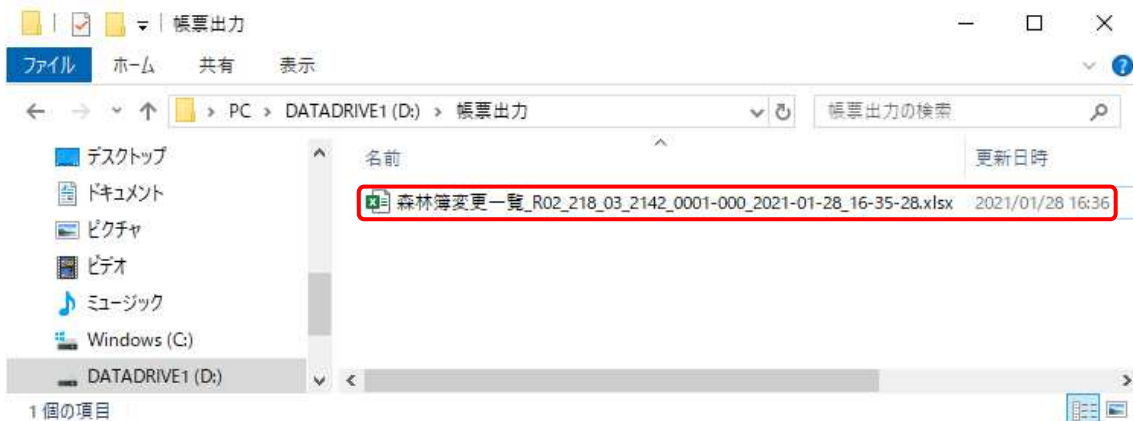 帳票出力
ファイル ホーム 共有 表示
PC > DATADRIVE1 (D:) > 帳票出力 帳票出力の検索
デスクトップ
ドキュメント
ピクチャ
ビデオ
ミュージック
Windows (C:)
DATADRIVE1 (D:)
名前 更新日時
森林簿変更一覧_R02_218_03_2142_0001-000_2021-01-28_16-35-28.xlsx 2021/01/28 16:36
1 個の項目